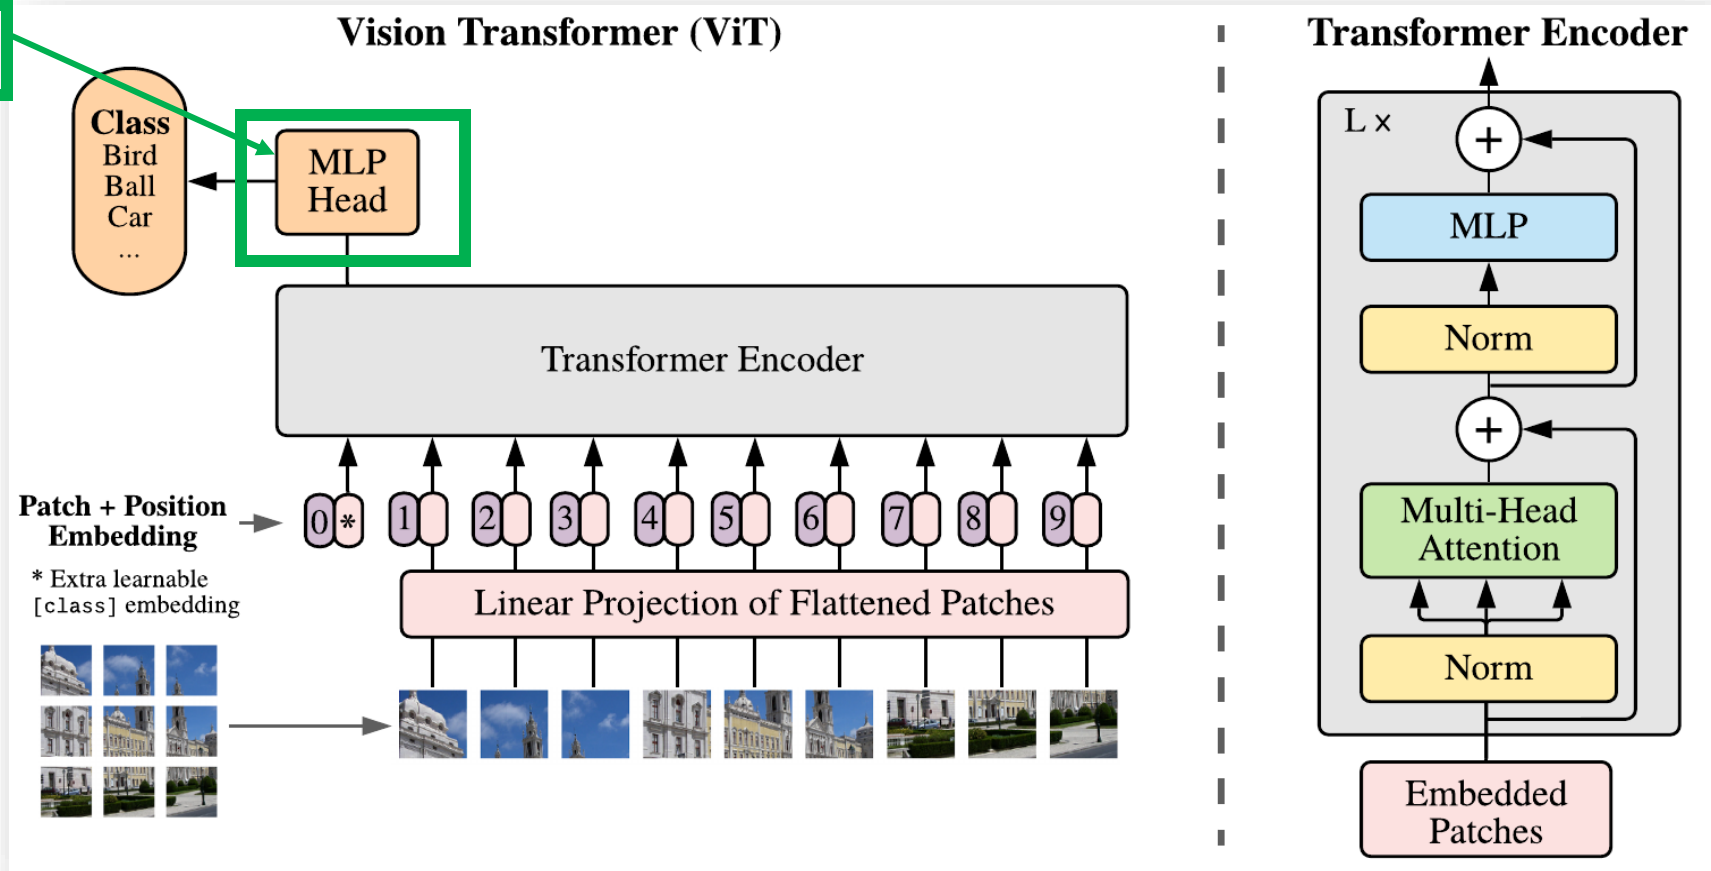 Vision Transformer (ViT)
Class
Bird
Ball
Car
...
MLP
Head
Transformer Encoder
Patch + Position
Embedding
0 * 1 2 3 4 5 6 7 8 9
* Extra learnable
[class] embedding
Linear Projection of Flattened Patches
Transformer Encoder
L ×
+
MLP
Norm
+
Multi-Head
Attention
Norm
Embedded
Patches